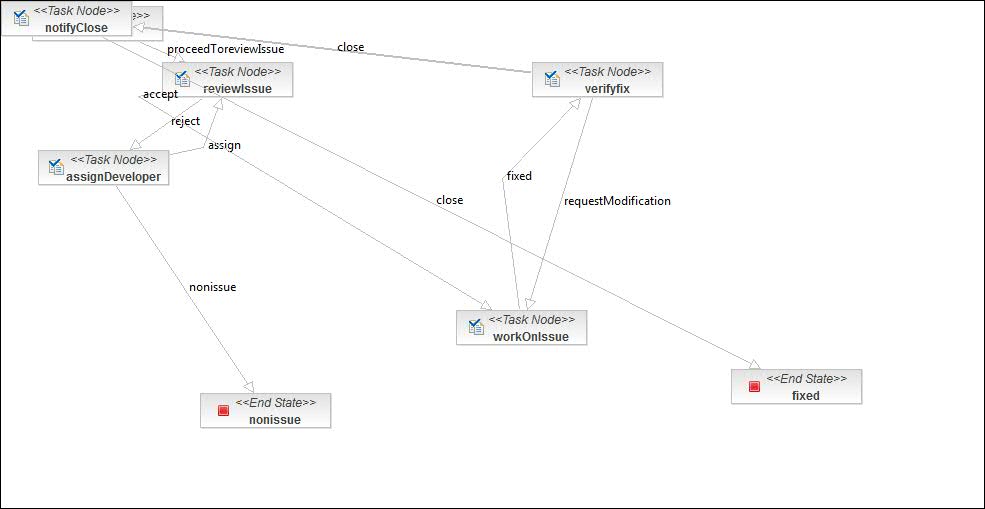 <<Task Node>>
notifyClose
e>>
proceedToreviewIssue
close
<<Task Node>>
reviewIssue
<<Task Node>>
verifyfix
accept
reject
assign
<<Task Node>>
assignDeveloper
fixed
close
requestModification
nonissue
<<Task Node>>
workOnIssue
<<End State>>
fixed
<<End State>>
nonissue